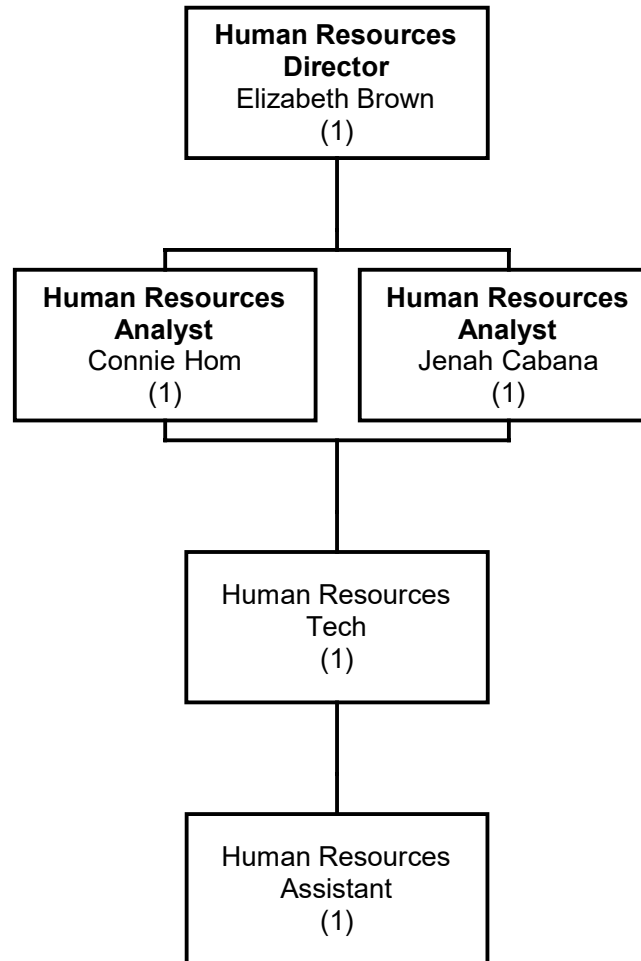 Human Resources
Director
Elizabeth Brown
(1)
Human Resources
Analyst
Connie Hom
(1)
Human Resources
Analyst
Jenah Cabana
(1)
Human Resources
Tech
(1)
Human Resources
Assistant
(1)